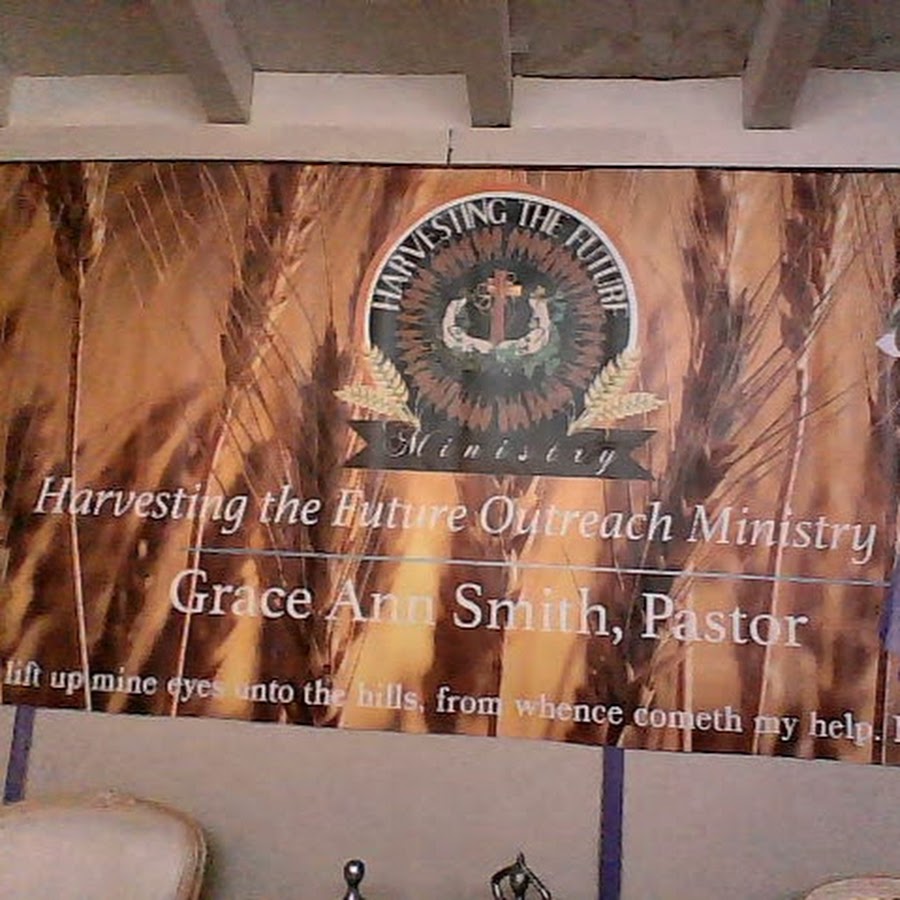 HARVESTING THE FUTURE
Ministry
Harvesting the Future Outreach Ministry
Grace Ann Smith, Pastor
lift up mine eyes unto the hills, from whence cometh my help.